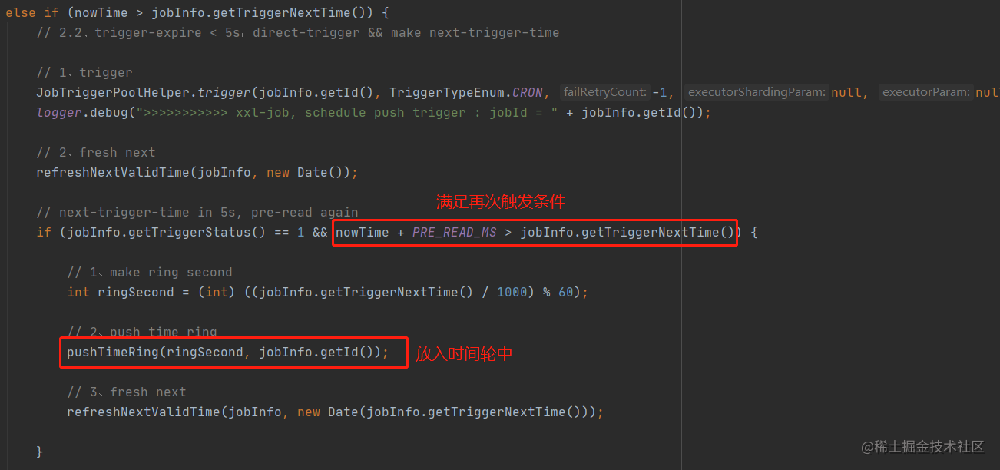 else if (nowTime > jobInfo.getTriggerNextTime()) {
// 2.2、trigger-expire < 5s：direct-trigger && make next-trigger-time
// 1、trigger
JobTriggerPoolHelper.trigger(jobInfo.getId(), TriggerTypeEnum.CRON, failRetryCount: -1, executorShardingParam: null, executorParam: nul
logger.debug(">>>>>>>>>>> xxl-job, schedule push trigger : jobId = " + jobInfo.getId());
// 2、fresh next
refreshNextValidTime(jobInfo, new Date());
满足再次触发条件
// next-trigger-time in 5s, pre-read again
if (jobInfo.getTriggerStatus() == 1 && nowTime + PRE_READ_MS > jobInfo.getTriggerNextTime()) {
// 1、make ring second
int ringSecond = (int) ((jobInfo.getTriggerNextTime() / 1000) % 60);
// 2、push time ring
pushTimeRing(ringSecond, jobInfo.getId()); 放入时间轮中
// 3、fresh next
refreshNextValidTime(jobInfo, new Date(jobInfo.getTriggerNextTime()));
}
@稀土掘金技术社区